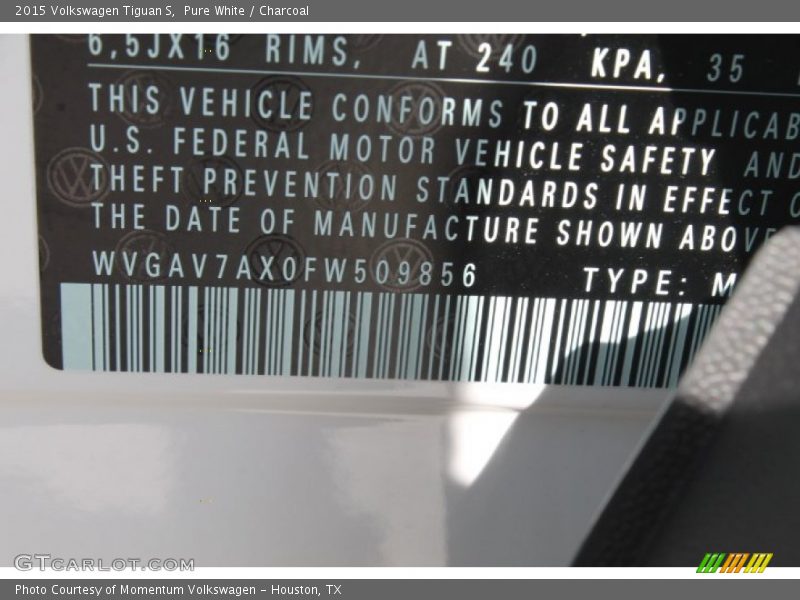 2015 Volkswagen Tiguan S, Pure White / Charcoal
6,5JX16 RIMS, AT 240 KPA, 35
THIS VEHICLE CONFORMS TO ALL APPLICAB
U.S. FEDERAL MOTOR VEHICLE SAFETY AND
THEFT PREVENTION STANDARDS IN EFFECT
THE DATE OF MANUFACTURE SHOWN ABOVE
WVGAV7AX0FW509856 TYPE: M
GTCARLOT.COM
Photo Courtesy of Momentum Volkswagen - Houston, TX